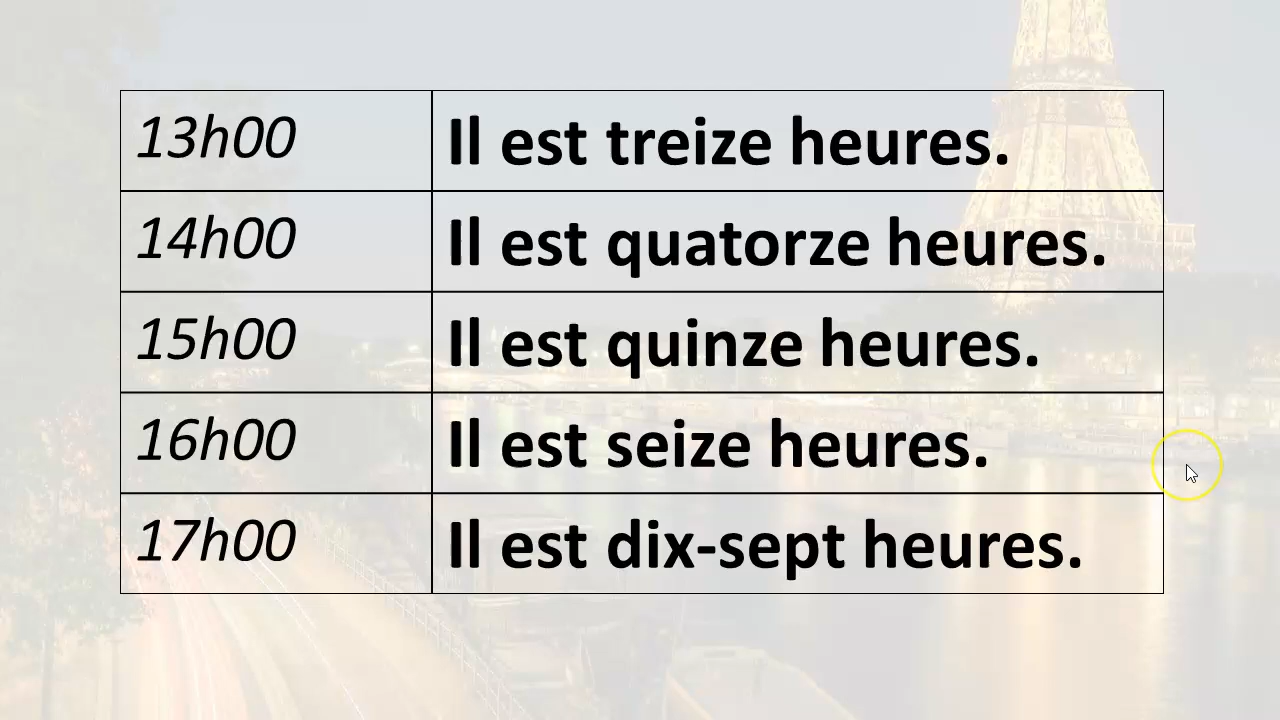 13h00 Il est treize heures.
14h00 Il est quatorze heures.
15h00 Il est quinze heures.
16h00 Il est seize heures.
17h00 Il est dix-sept heures.